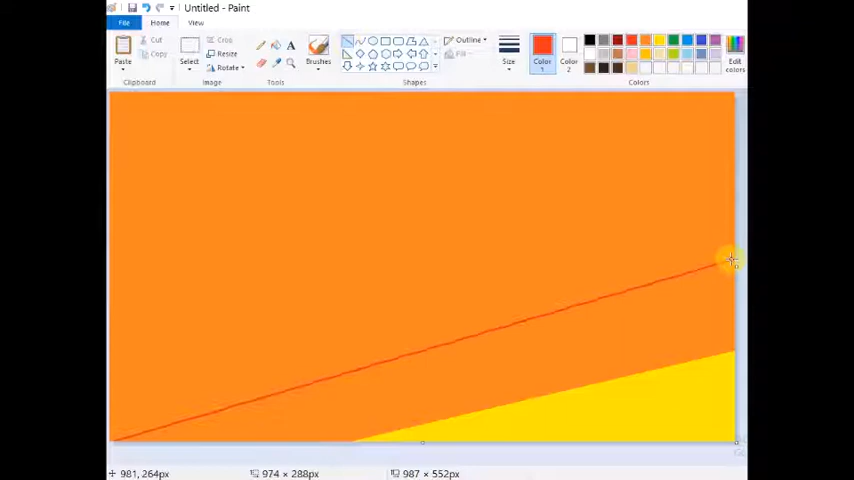 Untitled - Paint
File
Home
View
Paste
Cut
Copy
Clipboard
Select
Crop
Resize
Rotate
Image
A
Tools
Brushes
Shapes
Outline
Fill
Size
Color
1
Color
2
Edit
colors
Colors
981, 264px
974 × 288px
987 × 552px